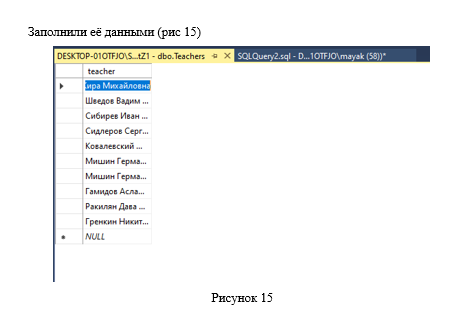 Заполнили её данными (рис 15)
DESKTOP-01OTFJO\S...tZ1 - dbo.Teachers SQLQuery2.sql - D...1OTFJO\mayak (58))*
teacher
ира Михайловна
Шведов Вадим ...
Сибирев Иван ...
Сидлеров Серг...
Ковалевский ...
Мишин Герма...
Мишин Герма...
Гамидов Асла...
Ракилян Дава ...
Гренкин Никит...
NULL
Рисунок 15